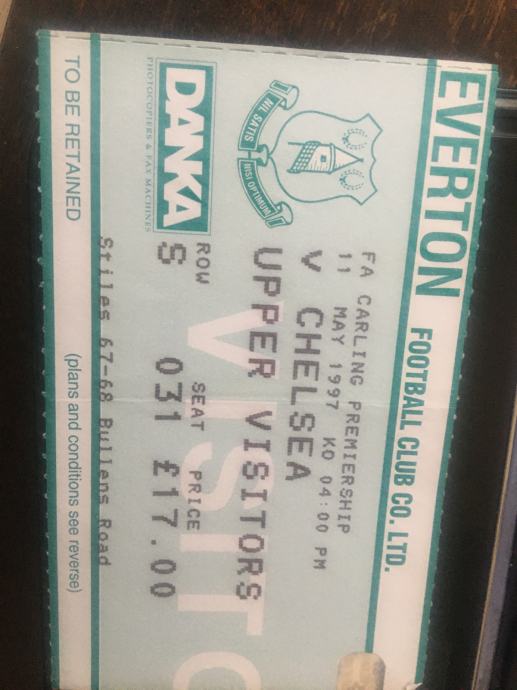 EVERTON FOOTBALL CLUB CO. LTD.
NIL SATIS
NISI OPTIMUM
FA CARLING PREMIERSHIP
11 MAY 1997 KO 04:00 PM
V CHELSEA
UPPER VISITORS
VISITO
DANKA
PHOTOCOPIERS & FAX MACHINES
ROW SEAT PRICE
S 031 £17.00
Stiles 67-68 Bullens Road
TO BE RETAINED (plans and conditions see reverse)